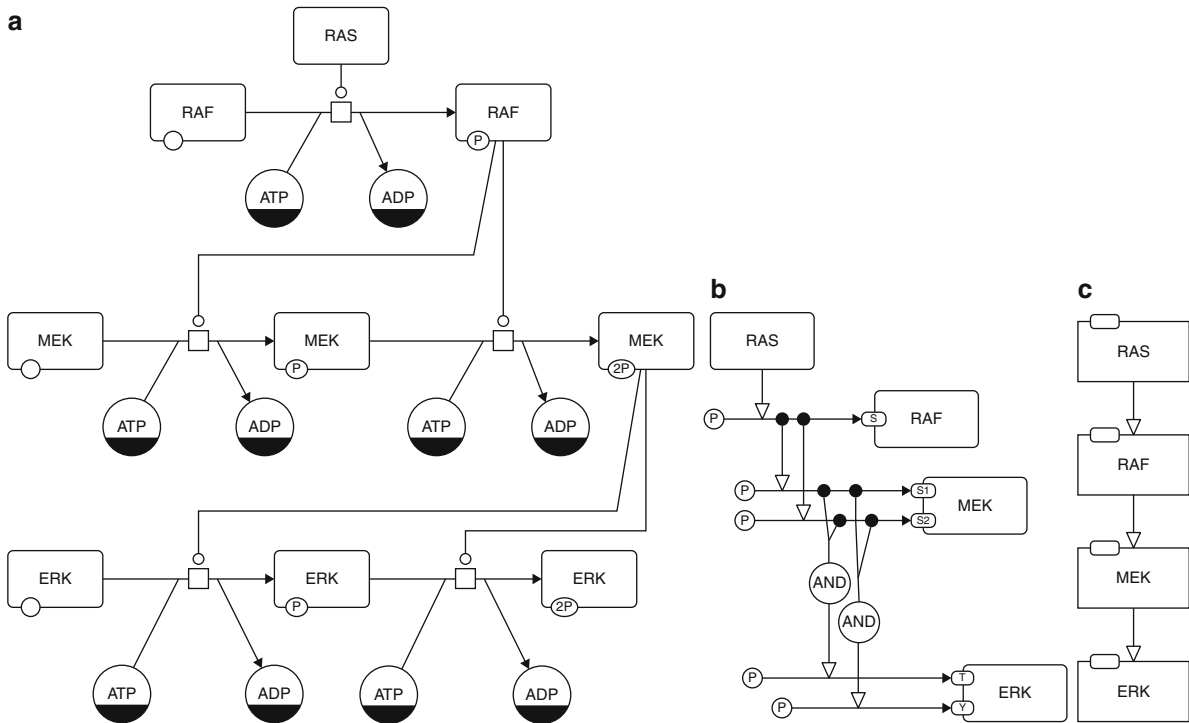 a
RAS
RAF
RAF
P
ATP
ADP
MEK
MEK
P
MEK
2P
ATP
ADP
ATP
ADP
ERK
ERK
P
ERK
2P
ATP
ADP
ATP
ADP
b
RAS
P
S
RAF
P
S1
MEK
P
S2
AND
AND
P
T
ERK
P
Y
c
RAS
RAF
MEK
ERK